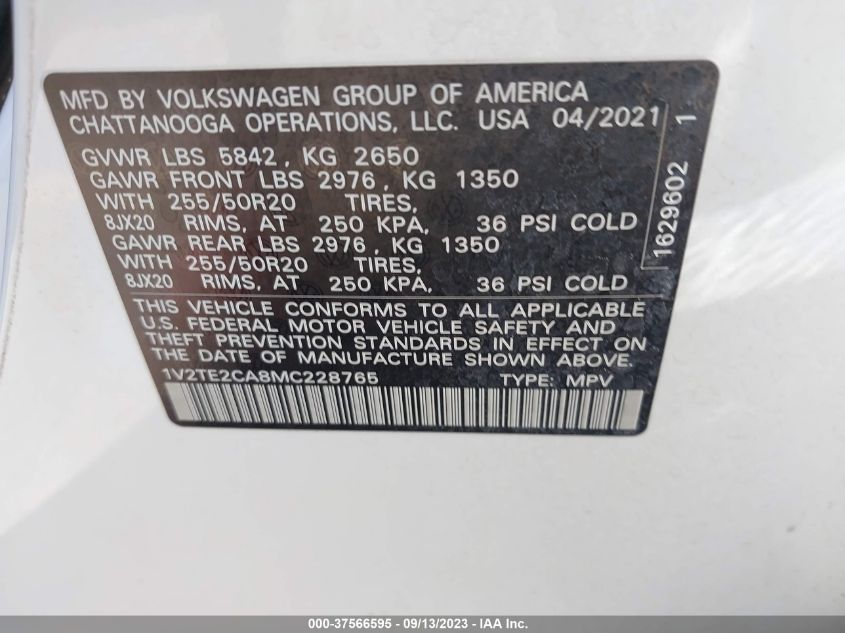 MFD BY VOLKSWAGEN GROUP OF AMERICA
CHATTANOOGA OPERATIONS, LLC. USA 04/2021
GVWR LBS 5842, KG 2650
GAWR FRONT LBS 2976, KG 1350
WITH 255/50R20 TIRES,
8JX20 RIMS, AT 250 KPA, 36 PSI COLD
GAWR REAR LBS 2976, KG 1350
WITH 255/50R20 TIRES,
8JX20 RIMS, AT 250 KPA, 36 PSI COLD
1629602 1
THIS VEHICLE CONFORMS TO ALL APPLICABLE
U.S. FEDERAL MOTOR VEHICLE SAFETY AND
THEFT PREVENTION STANDARDS IN EFFECT ON
THE DATE OF MANUFACTURE SHOWN ABOVE.
1V2TE2CA8MC228765 TYPE: MPV
000-37566595 - 09/13/2023 - IAA Inc.